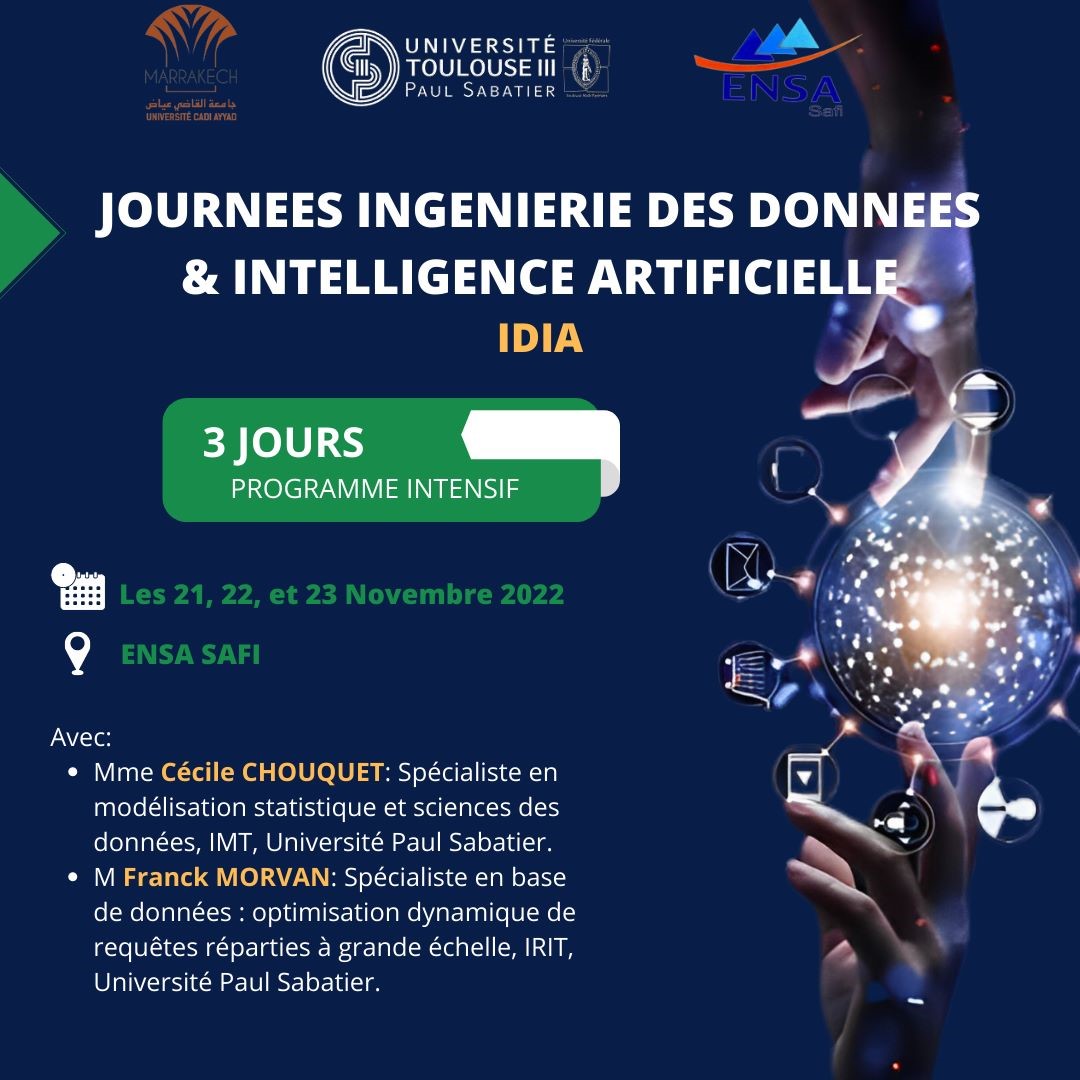 MARRAKECH
جامعة القاضي عياض
UNIVERSITÉ CADI AYYAD
UNIVERSITÉ
TOULOUSE III
PAUL SABATIER
Université Fédérale
ENSA
Safi
JOURNEES INGENIERIE DES DONNEES
& INTELLIGENCE ARTIFICIELLE
IDIA
3 JOURS
PROGRAMME INTENSIF
Les 21, 22, et 23 Novembre 2022
ENSA SAFI
Avec:
• Mme Cécile CHOUQUET: Spécialiste en
modélisation statistique et sciences des
données, IMT, Université Paul Sabatier.
• M Franck MORVAN: Spécialiste en base
de données : optimisation dynamique de
requêtes réparties à grande échelle, IRIT,
Université Paul Sabatier.